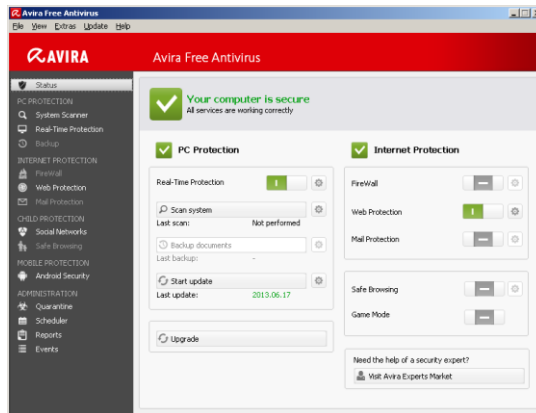 Avira Free Antivirus
File View Extras Update Help
AVIRA
Avira Free Antivirus
Status
PC PROTECTION
System Scanner
Real-Time Protection
Backup
INTERNET PROTECTION
FireWall
Web Protection
Mail Protection
CHILD PROTECTION
Social Networks
Safe Browsing
MOBILE PROTECTION
Android Security
ADMINISTRATION
Quarantine
Scheduler
Reports
Events
Your computer is secure
All services are working correctly
PC Protection
Real-Time Protection
Scan system
Last scan: Not performed
Backup documents
Last backup: -
Start update
Last update: 2013.06.17
Upgrade
Internet Protection
FireWall
Web Protection
Mail Protection
Safe Browsing
Game Mode
Need the help of a security expert?
Visit Avira Experts Market